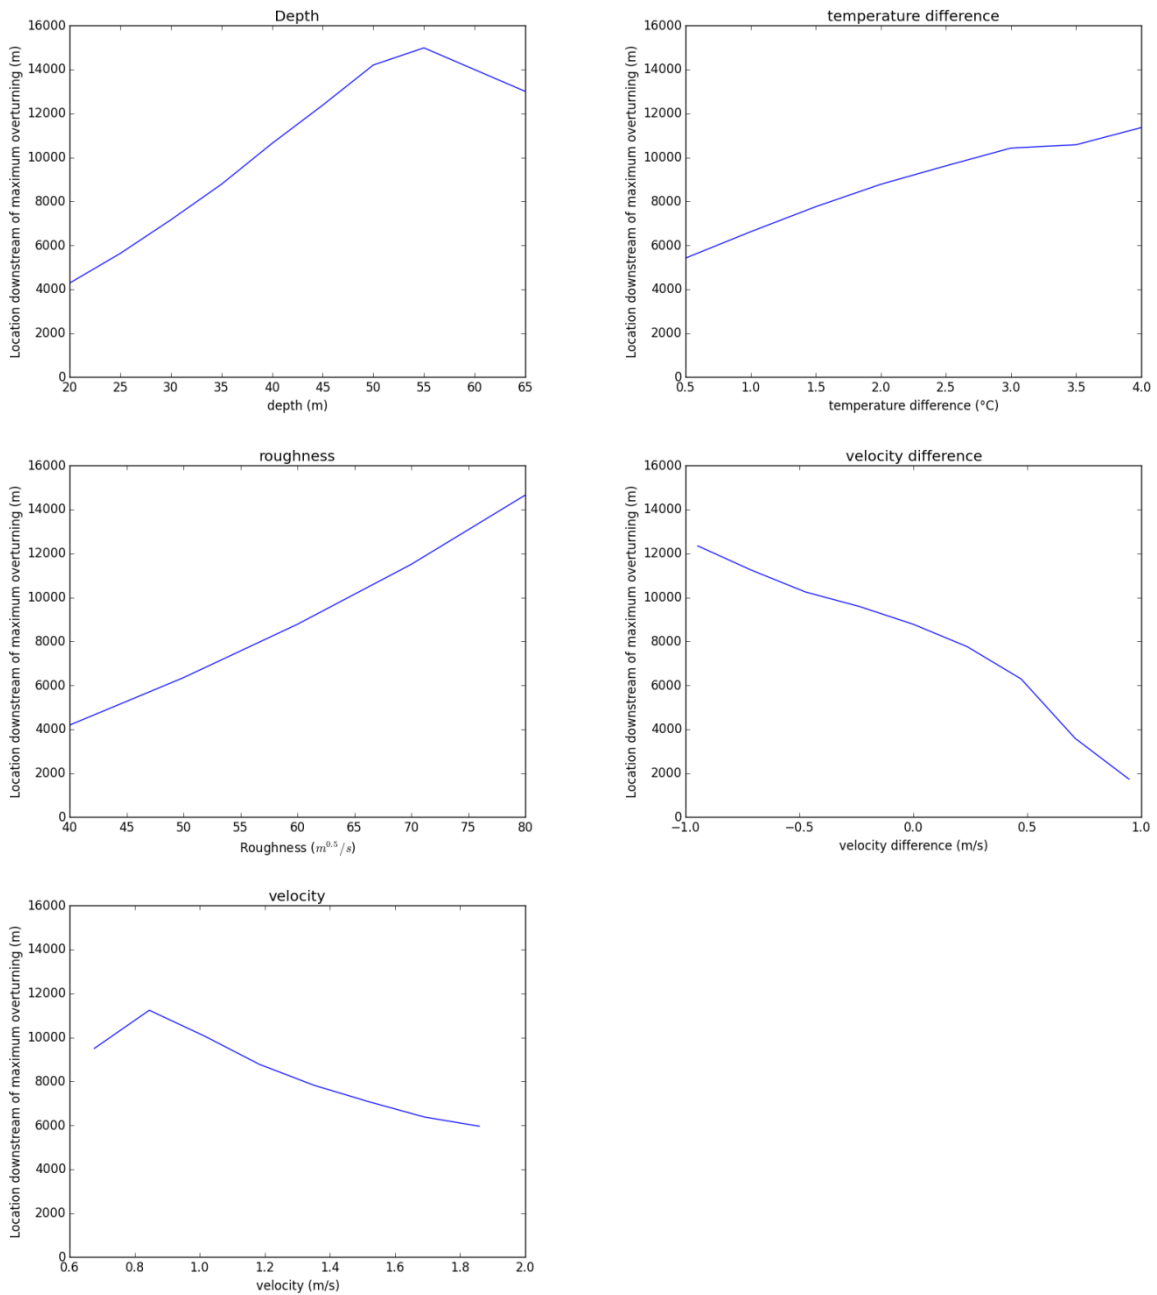 Depth
Location downstream of maximum overturning (m)
16000
14000
12000
10000
8000
6000
4000
2000
0
20 25 30 35 40 45 50 55 60 65
depth (m)
temperature difference
Location downstream of maximum overturning (m)
16000
14000
12000
10000
8000
6000
4000
2000
0
0.5 1.0 1.5 2.0 2.5 3.0 3.5 4.0
temperature difference (°C)
roughness
Location downstream of maximum overturning (m)
16000
14000
12000
10000
8000
6000
4000
2000
0
40 45 50 55 60 65 70 75 80
Roughness (m^0.5/s)
velocity difference
Location downstream of maximum overturning (m)
16000
14000
12000
10000
8000
6000
4000
2000
0
−1.0 −0.5 0.0 0.5 1.0
velocity difference (m/s)
velocity
Location downstream of maximum overturning (m)
16000
14000
12000
10000
8000
6000
4000
2000
0
0.6 0.8 1.0 1.2 1.4 1.6 1.8 2.0
velocity (m/s)